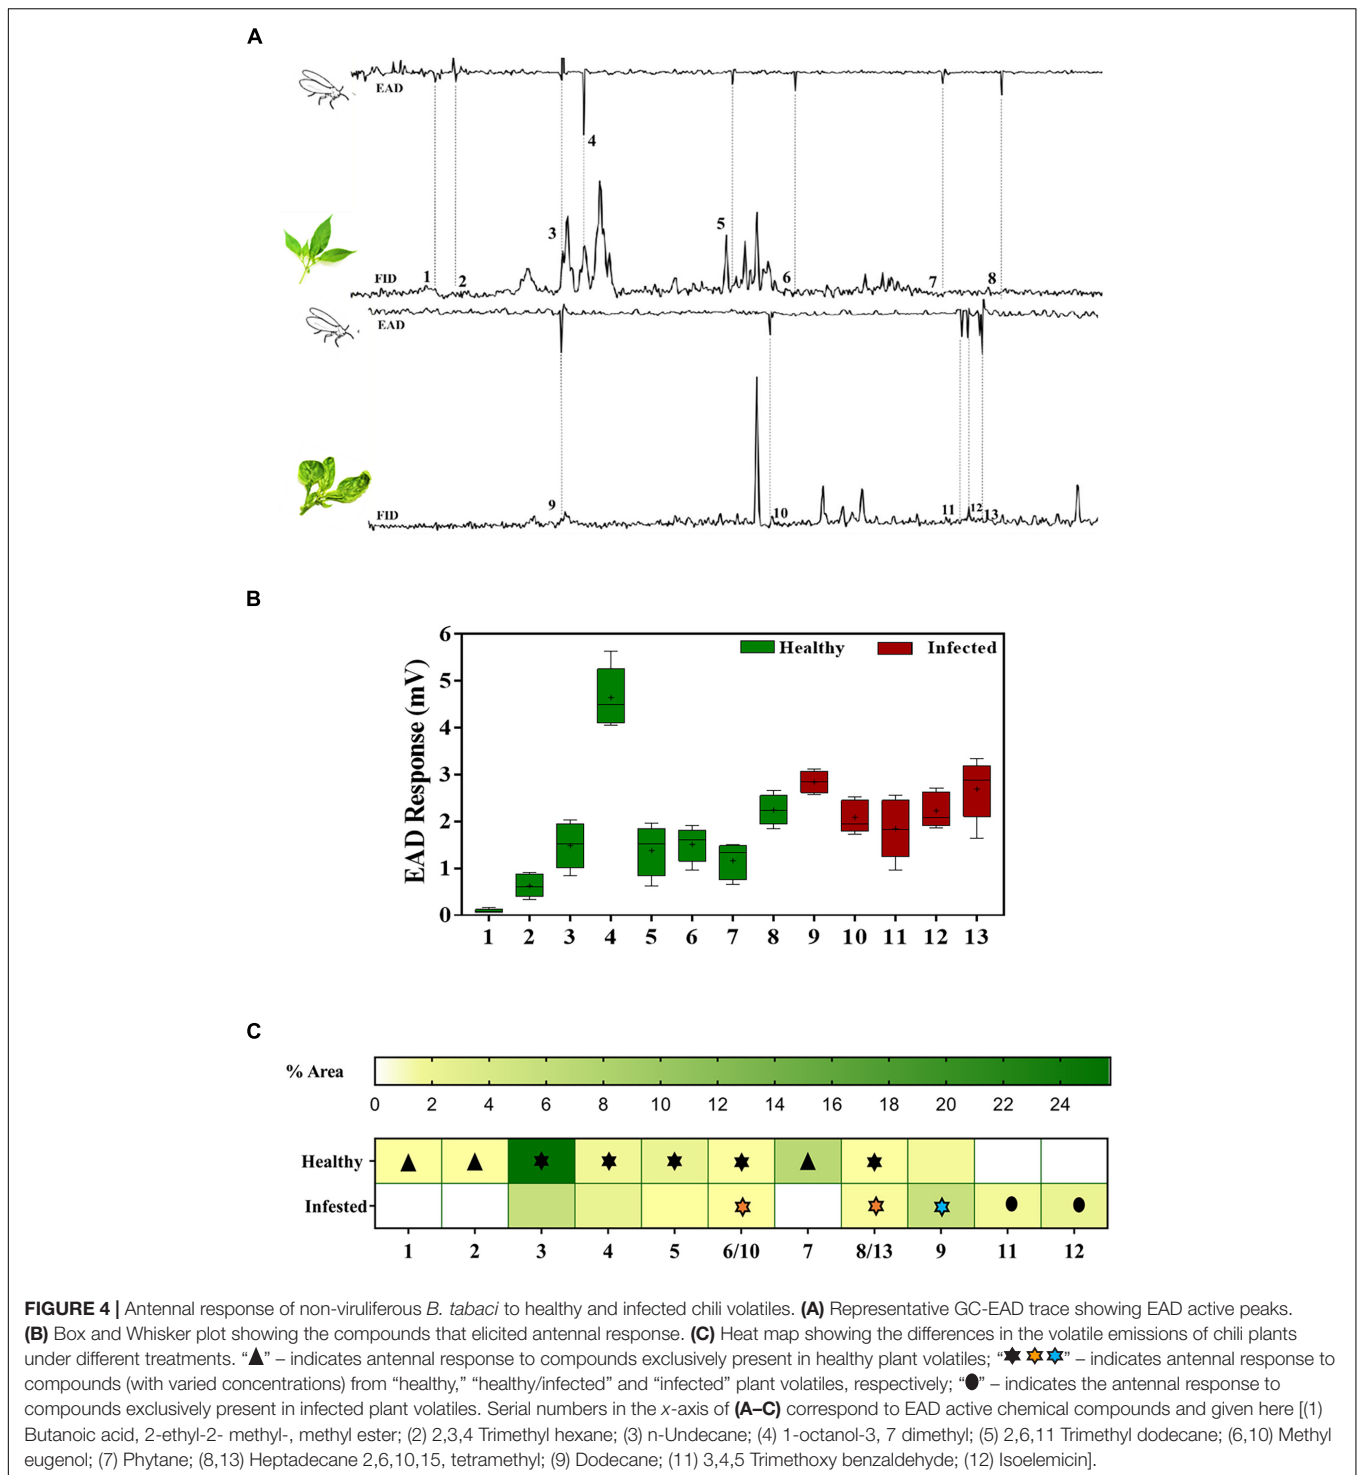 A
EAD
4
3
5
FID
1
2
6
7
8
EAD
9
10
11
12
13
FID
B
6
5
4
3
2
1
0
EAD Response (mV)
Healthy
Infected
1 2 3 4 5 6 7 8 9 10 11 12 13
C
% Area
0 2 4 6 8 10 12 14 16 18 20 22 24
Healthy
Infested
1 2 3 4 5 6/10 7 8/13 9 11 12
FIGURE 4 | Antennal response of non-viruliferous B. tabaci to healthy and infected chili volatiles. (A) Representative GC-EAD trace showing EAD active peaks.
(B) Box and Whisker plot showing the compounds that elicited antennal response. (C) Heat map showing the differences in the volatile emissions of chili plants
under different treatments. “▲” – indicates antennal response to compounds exclusively present in healthy plant volatiles; “✶ ✶ ✶” – indicates antennal response to
compounds (with varied concentrations) from “healthy,” “healthy/infected” and “infected” plant volatiles, respectively; “●” – indicates the antennal response to
compounds exclusively present in infected plant volatiles. Serial numbers in the x-axis of (A–C) correspond to EAD active chemical compounds and given here [(1)
Butanoic acid, 2-ethyl-2- methyl-, methyl ester; (2) 2,3,4 Trimethyl hexane; (3) n-Undecane; (4) 1-octanol-3, 7 dimethyl; (5) 2,6,11 Trimethyl dodecane; (6,10) Methyl
eugenol; (7) Phytane; (8,13) Heptadecane 2,6,10,15, tetramethyl; (9) Dodecane; (11) 3,4,5 Trimethoxy benzaldehyde; (12) Isoelemicin].